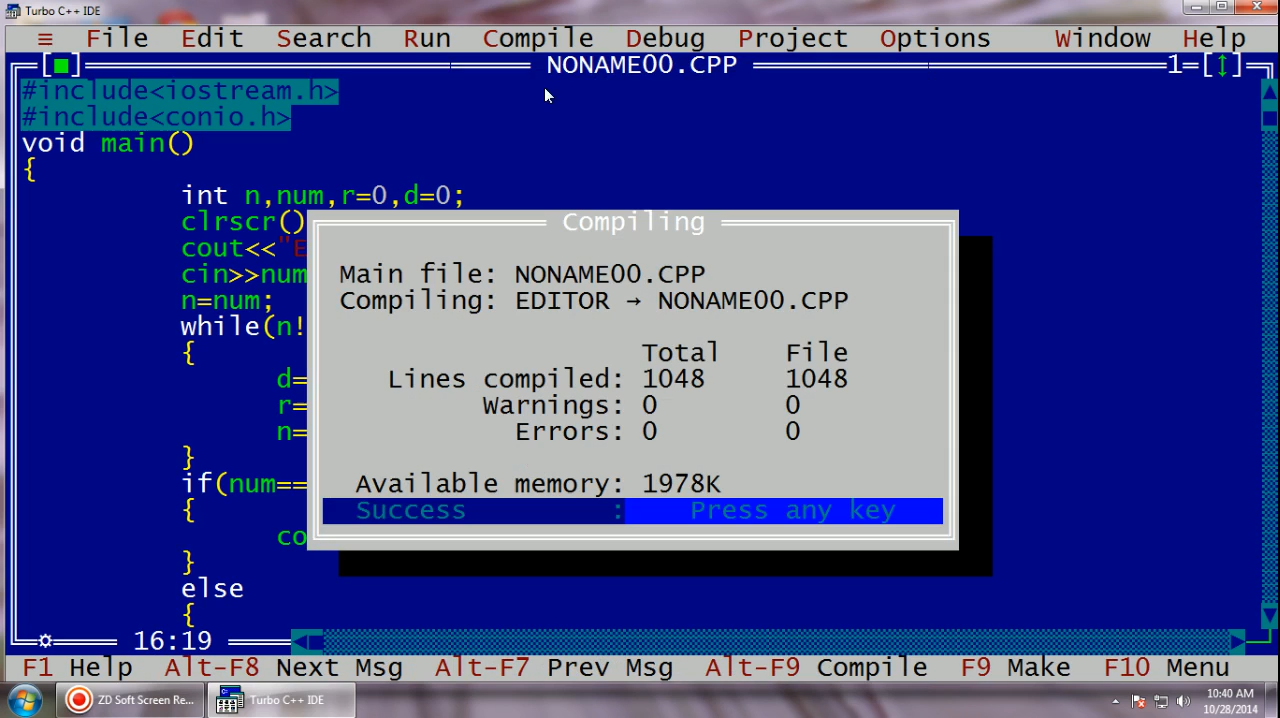 Turbo C++ IDE
≡ File Edit Search Run Compile Debug Project Options Window Help
[■] NONAME00.CPP 1=[↕]
#include<iostream.h>
#include<conio.h>
void main()
{
int n,num,r=0,d=0;
clrscr()
cout<<"E
cin>>num
n=num;
while(n!
{
d=
r=
n=
}
if(num==
{
co
}
else
{
Compiling
Main file: NONAME00.CPP
Compiling: EDITOR → NONAME00.CPP
Total File
Lines compiled: 1048 1048
Warnings: 0 0
Errors: 0 0
Available memory: 1978K
Success : Press any key
16:19
F1 Help Alt-F8 Next Msg Alt-F7 Prev Msg Alt-F9 Compile F9 Make F10 Menu
ZD Soft Screen Re...
Turbo C++ IDE
10:40 AM
10/28/2014